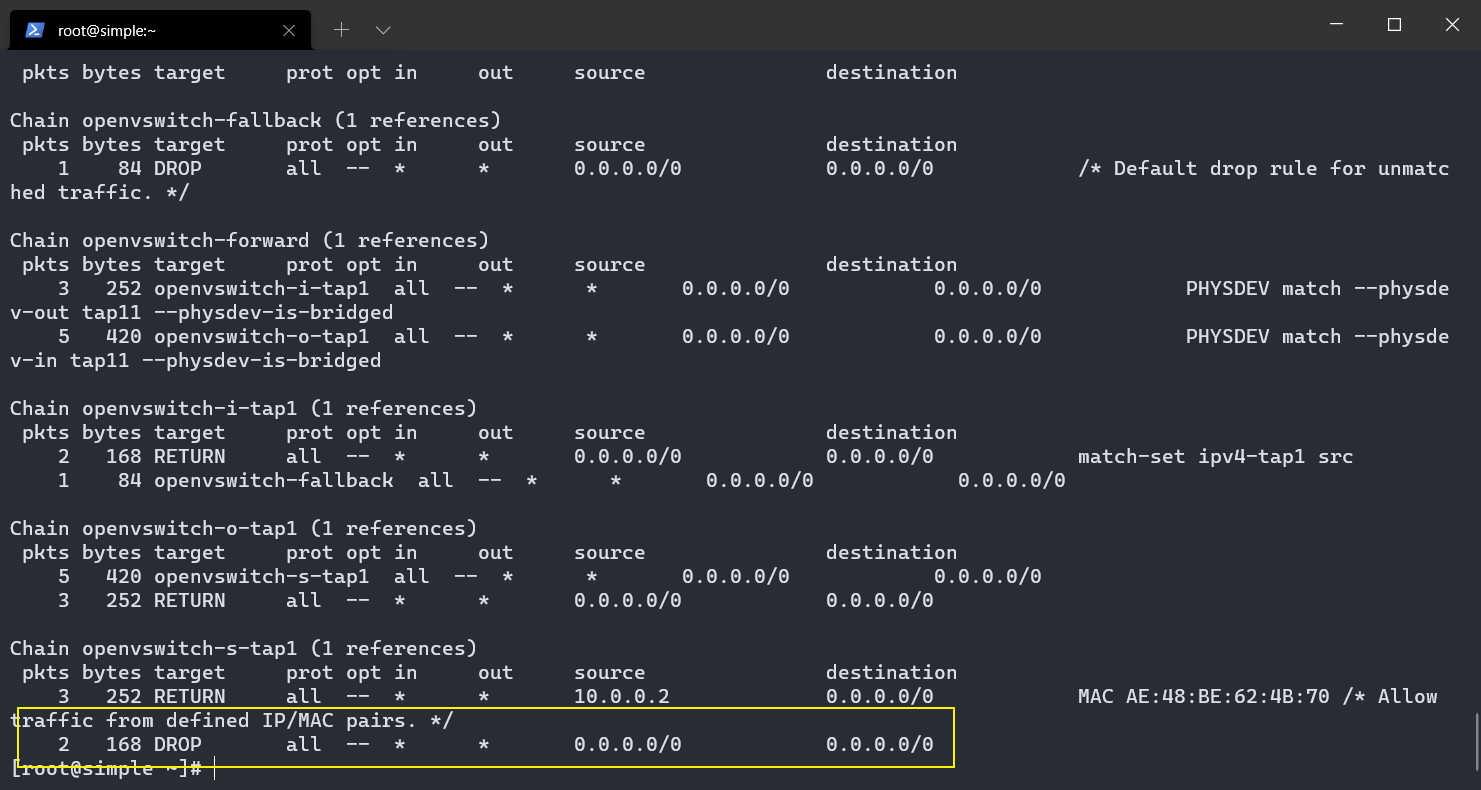 root@simple:~
pkts bytes target     prot opt in     out     source               destination
Chain openvswitch-fallback (1 references)
pkts bytes target     prot opt in     out     source               destination
1    84 DROP       all  --  *      *       0.0.0.0/0            0.0.0.0/0            /* Default drop rule for unmatc
hed traffic. */
Chain openvswitch-forward (1 references)
pkts bytes target     prot opt in     out     source               destination
3   252 openvswitch-i-tap1  all  --  *      *       0.0.0.0/0            0.0.0.0/0            PHYSDEV match --physde
v-out tap11 --physdev-is-bridged
5   420 openvswitch-o-tap1  all  --  *      *       0.0.0.0/0            0.0.0.0/0            PHYSDEV match --physde
v-in tap11 --physdev-is-bridged
Chain openvswitch-i-tap1 (1 references)
pkts bytes target     prot opt in     out     source               destination
2   168 RETURN     all  --  *      *       0.0.0.0/0            0.0.0.0/0            match-set ipv4-tap1 src
1    84 openvswitch-fallback  all  --  *      *       0.0.0.0/0            0.0.0.0/0
Chain openvswitch-o-tap1 (1 references)
pkts bytes target     prot opt in     out     source               destination
5   420 openvswitch-s-tap1  all  --  *      *       0.0.0.0/0            0.0.0.0/0
3   252 RETURN     all  --  *      *       0.0.0.0/0            0.0.0.0/0
Chain openvswitch-s-tap1 (1 references)
pkts bytes target     prot opt in     out     source               destination
3   252 RETURN     all  --  *      *       10.0.0.2             0.0.0.0/0            MAC AE:48:BE:62:4B:70 /* Allow
traffic from defined IP/MAC pairs. */
2   168 DROP       all  --  *      *       0.0.0.0/0            0.0.0.0/0
[root@simple ~]#